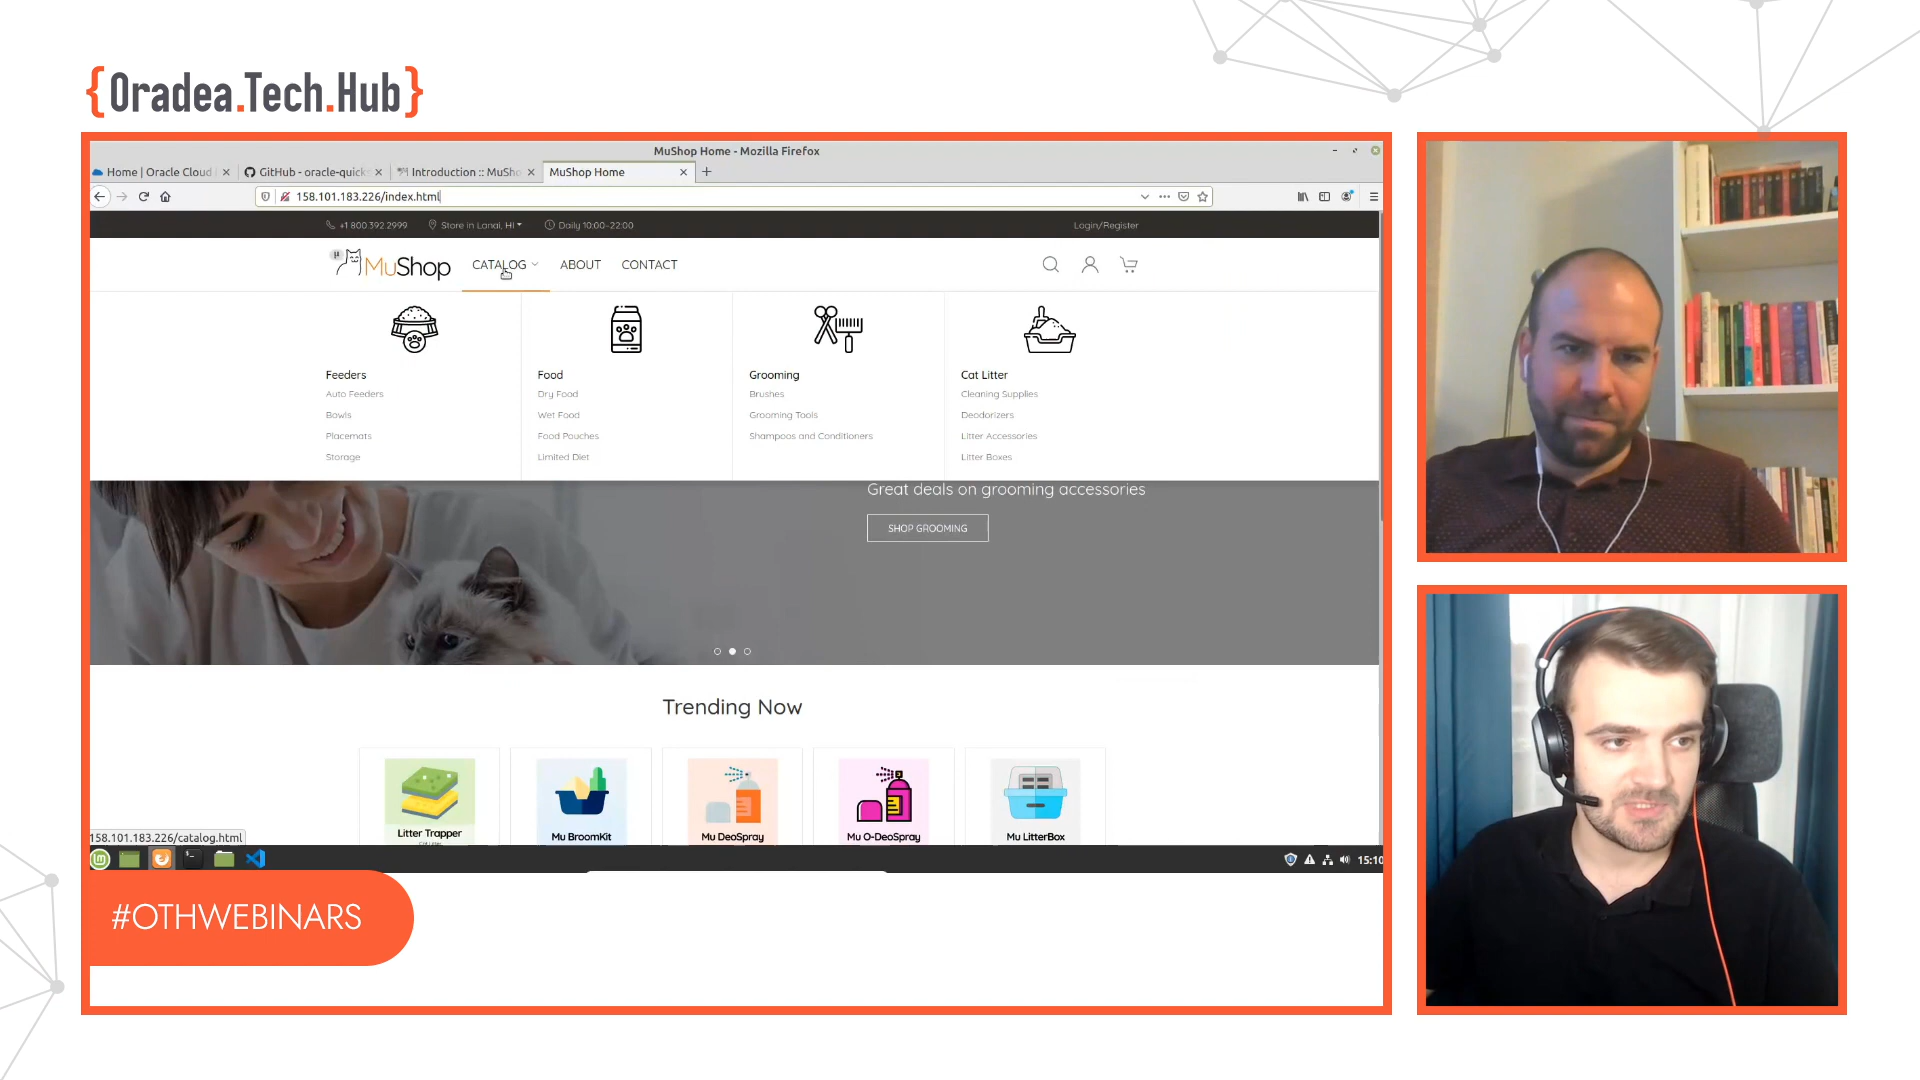 {Oradea.Tech.Hub}
MuShop Home - Mozilla Firefox
Home | Oracle Cloud
GitHub - oracle-quick
Introduction :: MuSho
MuShop Home
158.101.183.226/index.html
+1 800.392.2999
Store in Lanai, HI
Daily 10:00–22:00
Login/Register
μ MuShop
CATALOG
ABOUT
CONTACT
Feeders
Auto Feeders
Bowls
Placemats
Storage
Food
Dry Food
Wet Food
Food Pouches
Limited Diet
Grooming
Brushes
Grooming Tools
Shampoos and Conditioners
Cat Litter
Cleaning Supplies
Deodorizers
Litter Accessories
Litter Boxes
Great deals on grooming accessories
SHOP GROOMING
Trending Now
Litter Trapper
Mu BroomKit
Mu DeoSpray
Mu O-DeoSpray
Mu LitterBox
158.101.183.226/catalog.html
15:10
#OTHWEBINARS